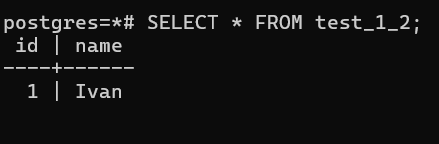 postgres=*# SELECT * FROM test_1_2;
 id | name
----+------
  1 | Ivan